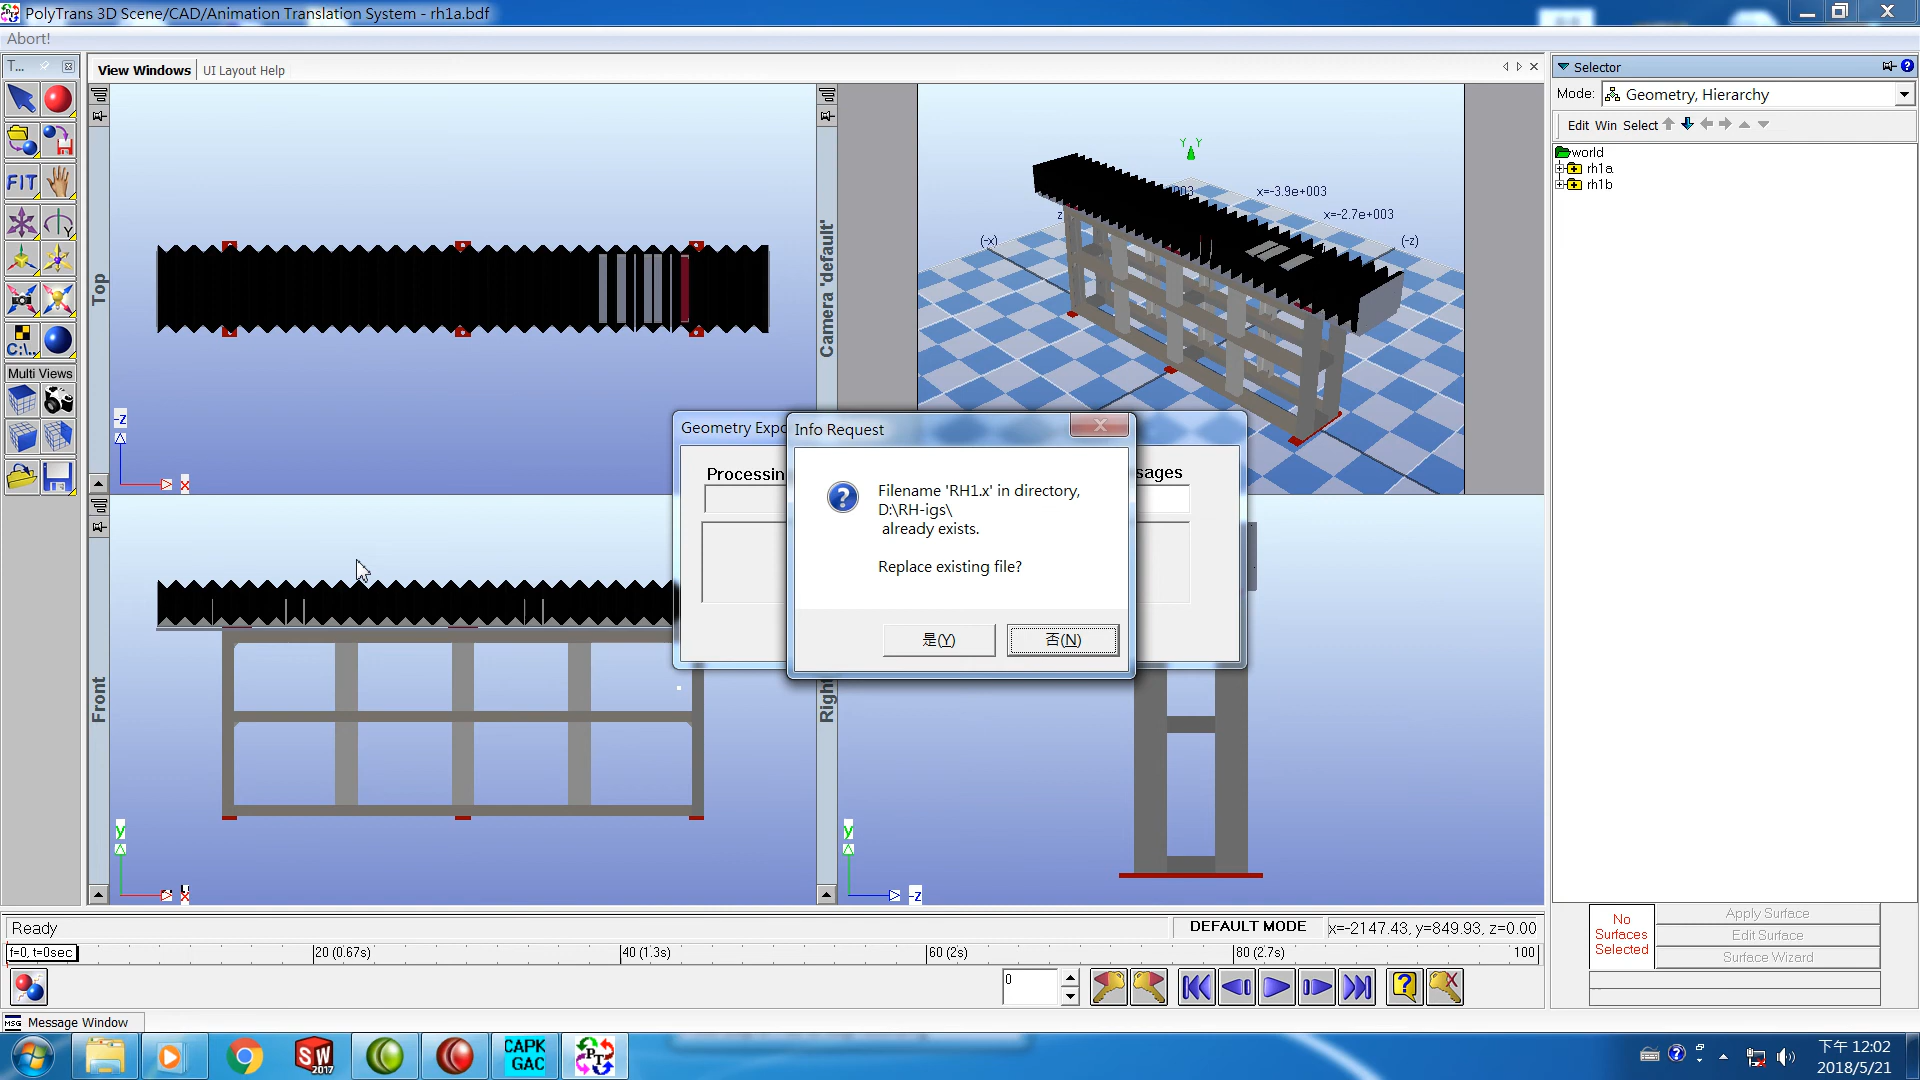 PolyTrans 3D Scene/CAD/Animation Translation System - rh1a.bdf
Abort!
T...
View Windows
UI Layout Help
Selector
Mode:
Geometry, Hierarchy
Edit Win Select
world
rh1a
rh1b
FIT
C:\..
Multi Views
Top
Camera 'default'
Front
Y Y
x=-3.9e+003
x=-2.7e+003
(-x)
(-z)
-z
x
Geometry Expo
Processin
sages
Info Request
Filename 'RH1.x' in directory,
D:\RH-igs\
already exists.
Replace existing file?
是(Y)
否(N)
y
x
y
-z
Ready
DEFAULT MODE
x=-2147.43, y=849.93, z=0.00
f=0, t=0sec
20 (0.67s)
40 (1.3s)
60 (2s)
80 (2.7s)
100
0
No
Surfaces
Selected
Apply Surface
Edit Surface
Surface Wizard
MSG Message Window
SW
2017
CAPK
GAC
PT
下午 12:02
2018/5/21